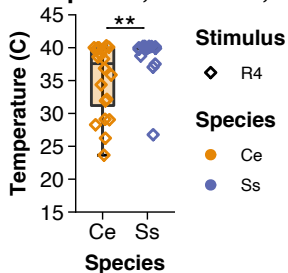 45
**
40
35
30
25
20
15
Temperature (C)
Ce Ss
Species
Stimulus
R4
Species
Ce
Ss